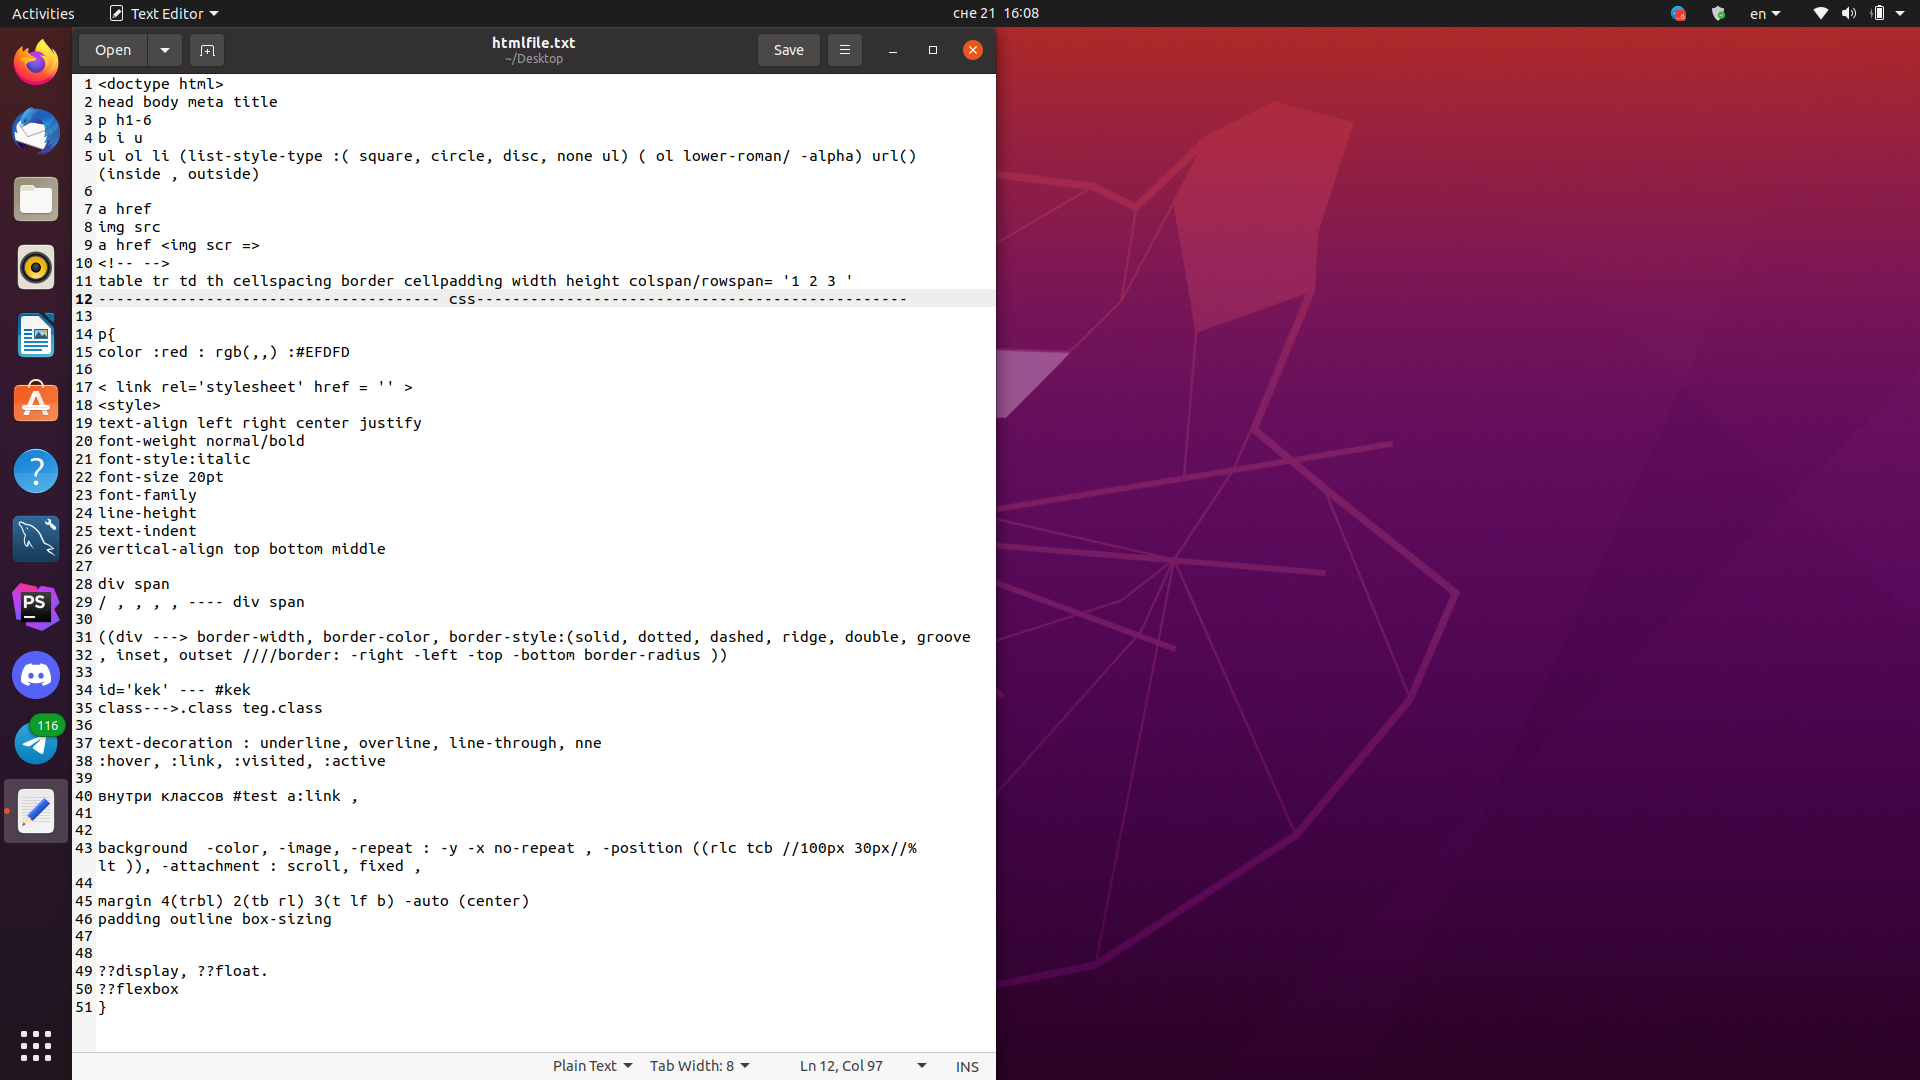 Activities
Text Editor
сне 21 16:08
en
Open
htmlfile.txt
~/Desktop
Save
1 <doctype html>
2 head body meta title
3 p h1-6
4 b i u
5 ul ol li (list-style-type :( square, circle, disc, none ul) ( ol lower-roman/ -alpha) url()
(inside , outside)
6
7 a href
8 img src
9 a href <img scr =>
10 <!-- -->
11 table tr td th cellspacing border cellpadding width height colspan/rowspan= '1 2 3 '
12 -------------------------------------- css------------------------------------------------
13
14 p{
15 color :red : rgb(,,) :#EFDFD
16
17 < link rel='stylesheet' href = '' >
18 <style>
19 text-align left right center justify
20 font-weight normal/bold
21 font-style:italic
22 font-size 20pt
23 font-family
24 line-height
25 text-indent
26 vertical-align top bottom middle
27
28 div span
29 / , , , , ---- div span
30
31 ((div ---> border-width, border-color, border-style:(solid, dotted, dashed, ridge, double, groove
32 , inset, outset ////border: -right -left -top -bottom border-radius ))
33
34 id='kek' --- #kek
35 class--->.class teg.class
36
37 text-decoration : underline, overline, line-through, nne
38 :hover, :link, :visited, :active
39
40 внутри классов #test a:link ,
41
42
43 background  -color, -image, -repeat : -y -x no-repeat , -position ((rlc tcb //100px 30px//%
lt )), -attachment : scroll, fixed ,
44
45 margin 4(trbl) 2(tb rl) 3(t lf b) -auto (center)
46 padding outline box-sizing
47
48
49 ??display, ??float.
50 ??flexbox
51 }
PS
116
Plain Text
Tab Width: 8
Ln 12, Col 97
INS